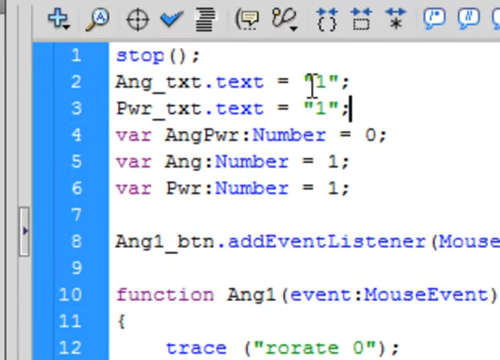 1 stop();
2 Ang_txt.text = "1";
3 Pwr_txt.text = "1";
4 var AngPwr:Number = 0;
5 var Ang:Number = 1;
6 var Pwr:Number = 1;
7
8 Ang1_btn.addEventListener(Mouse
9
10 function Ang1(event:MouseEvent)
11 {
12 trace ("rorate 0");